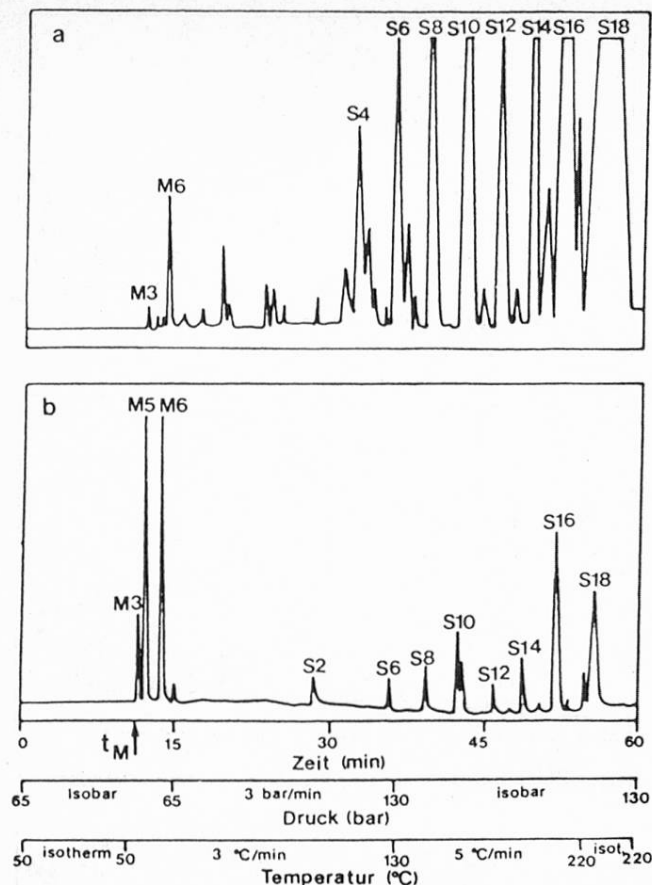 a
S6 S8 S10 S12 S14 S16 S18
S4
M6
M3
b
M5 M6
S16
M3
S18
S10
S2 S6 S8 S12 S14
0 15 30 45 60
t_M
Zeit (min)
isobar 3 bar/min isobar
65 65 130 130
Druck (bar)
isotherm 3 °C/min 5 °C/min isot.
50 50 130 220 220
Temperatur (°C)